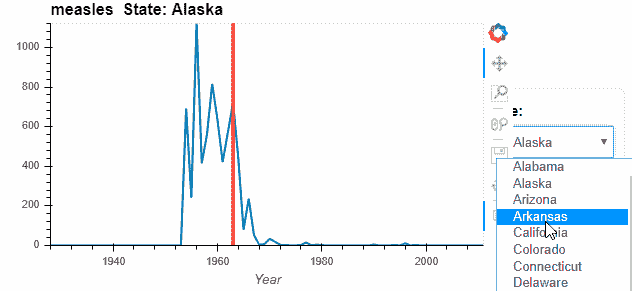 measles State: Alaska
1000
800
600
400
200
0
1940
1960
1980
2000
Year
e:
Alaska
Alabama
Alaska
Arizona
Arkansas
California
Colorado
Connecticut
Delaware